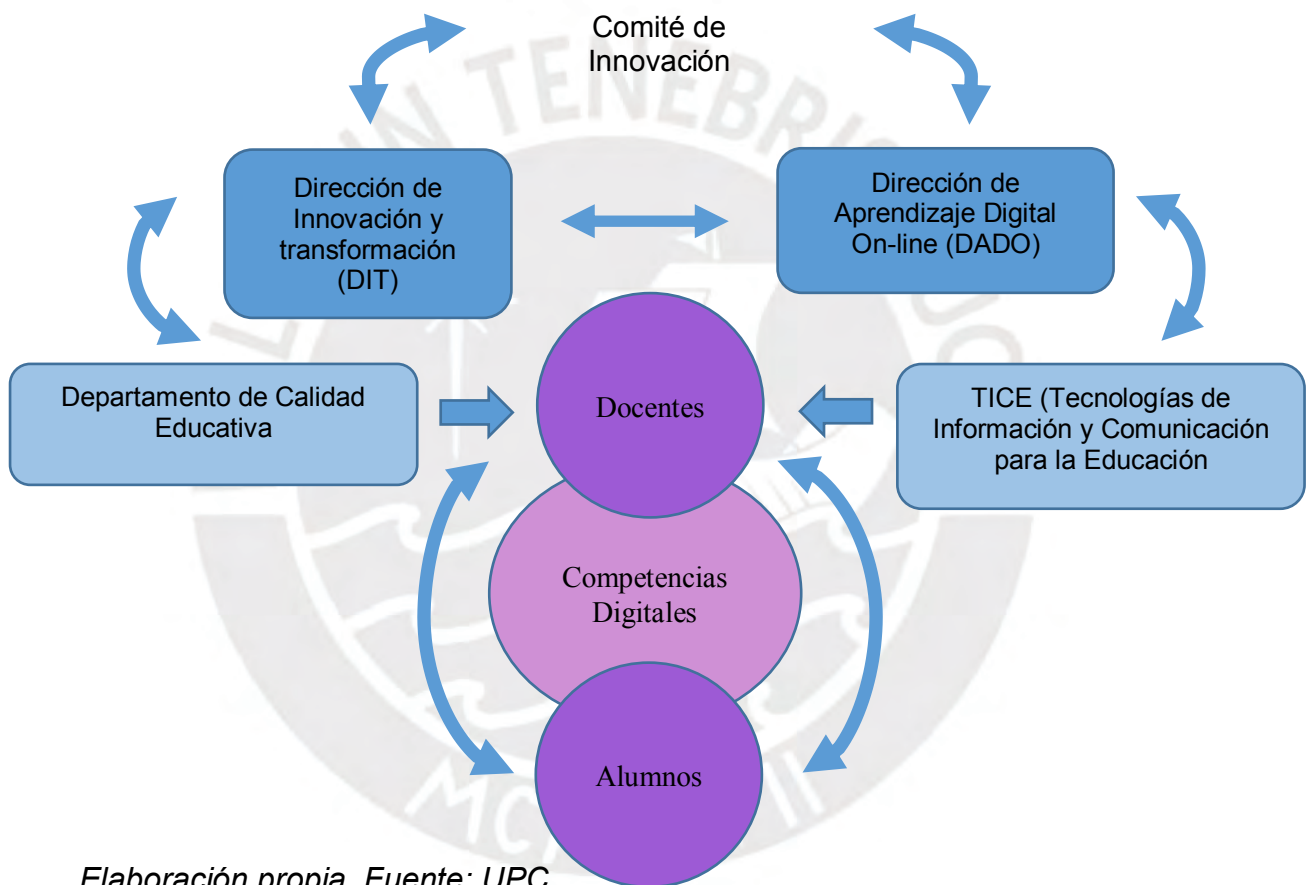 Comité de
Innovación
Dirección de
Innovación y
transformación
(DIT)
Dirección de
Aprendizaje Digital
On-line (DADO)
Departamento de Calidad
Educativa
Docentes
TICE (Tecnologías de
Información y Comunicación
para la Educación
Competencias
Digitales
Alumnos
Elaboración propia. Fuente: UPC
TENEBRIS